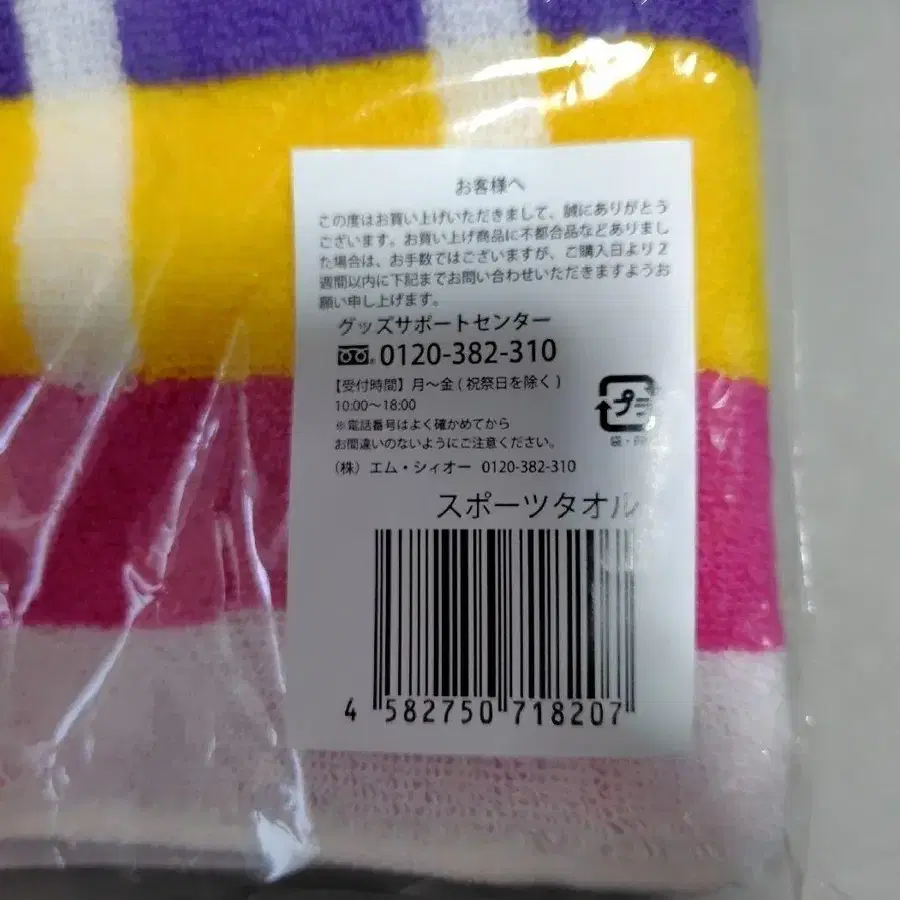 お客様へ
この度はお買い上げいただきまして、誠にありがとう
ございます。お買い上げ商品に不都合品などありまし
た場合は、お手数ではございますが、ご購入日より2
週間以内に下記までお問い合わせいただきますようお
願い申し上げます。
グッズサポートセンター
0120-382-310
【受付時間】月～金(祝祭日を除く)
10:00～18:00
※電話番号はよく確かめてから
お間違いのないようにご注意ください。
(株) エム・シィオー 0120-382-310
プラ
袋・
スポーツタオル
4 582750 718207